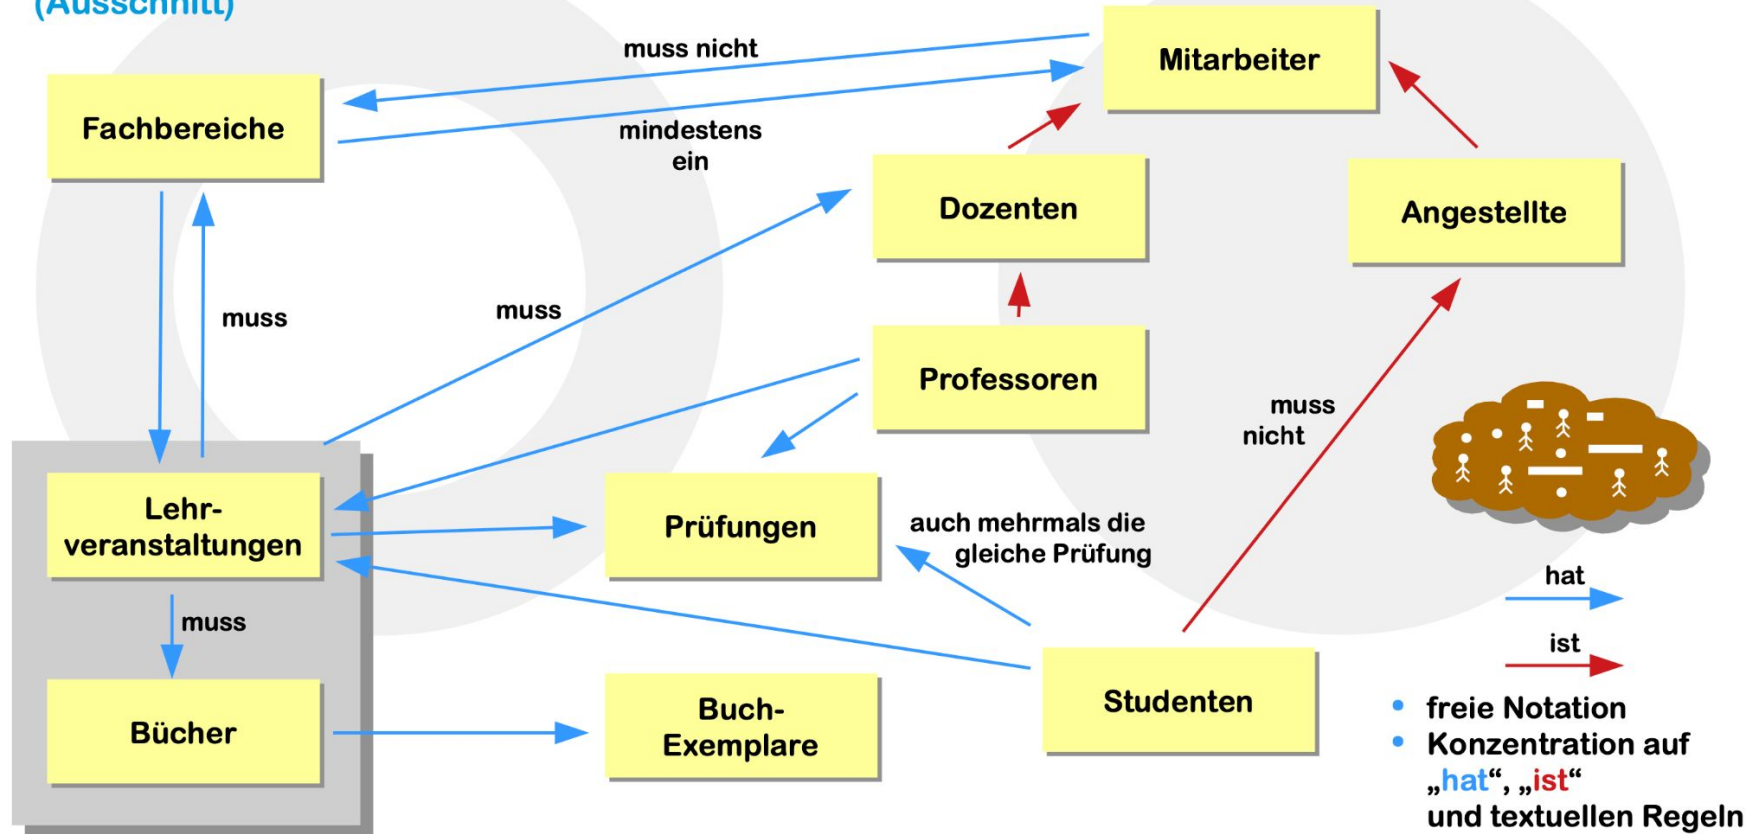 (Ausschnitt)
muss nicht
Mitarbeiter
Fachbereiche
mindestens
ein
Dozenten
Angestellte
muss
muss
Professoren
muss
nicht
Lehr-
veranstaltungen
Prüfungen
auch mehrmals die
gleiche Prüfung
hat
muss
ist
Bücher
Buch-
Exemplare
Studenten
• freie Notation
• Konzentration auf
„hat“, „ist“
und textuellen Regeln